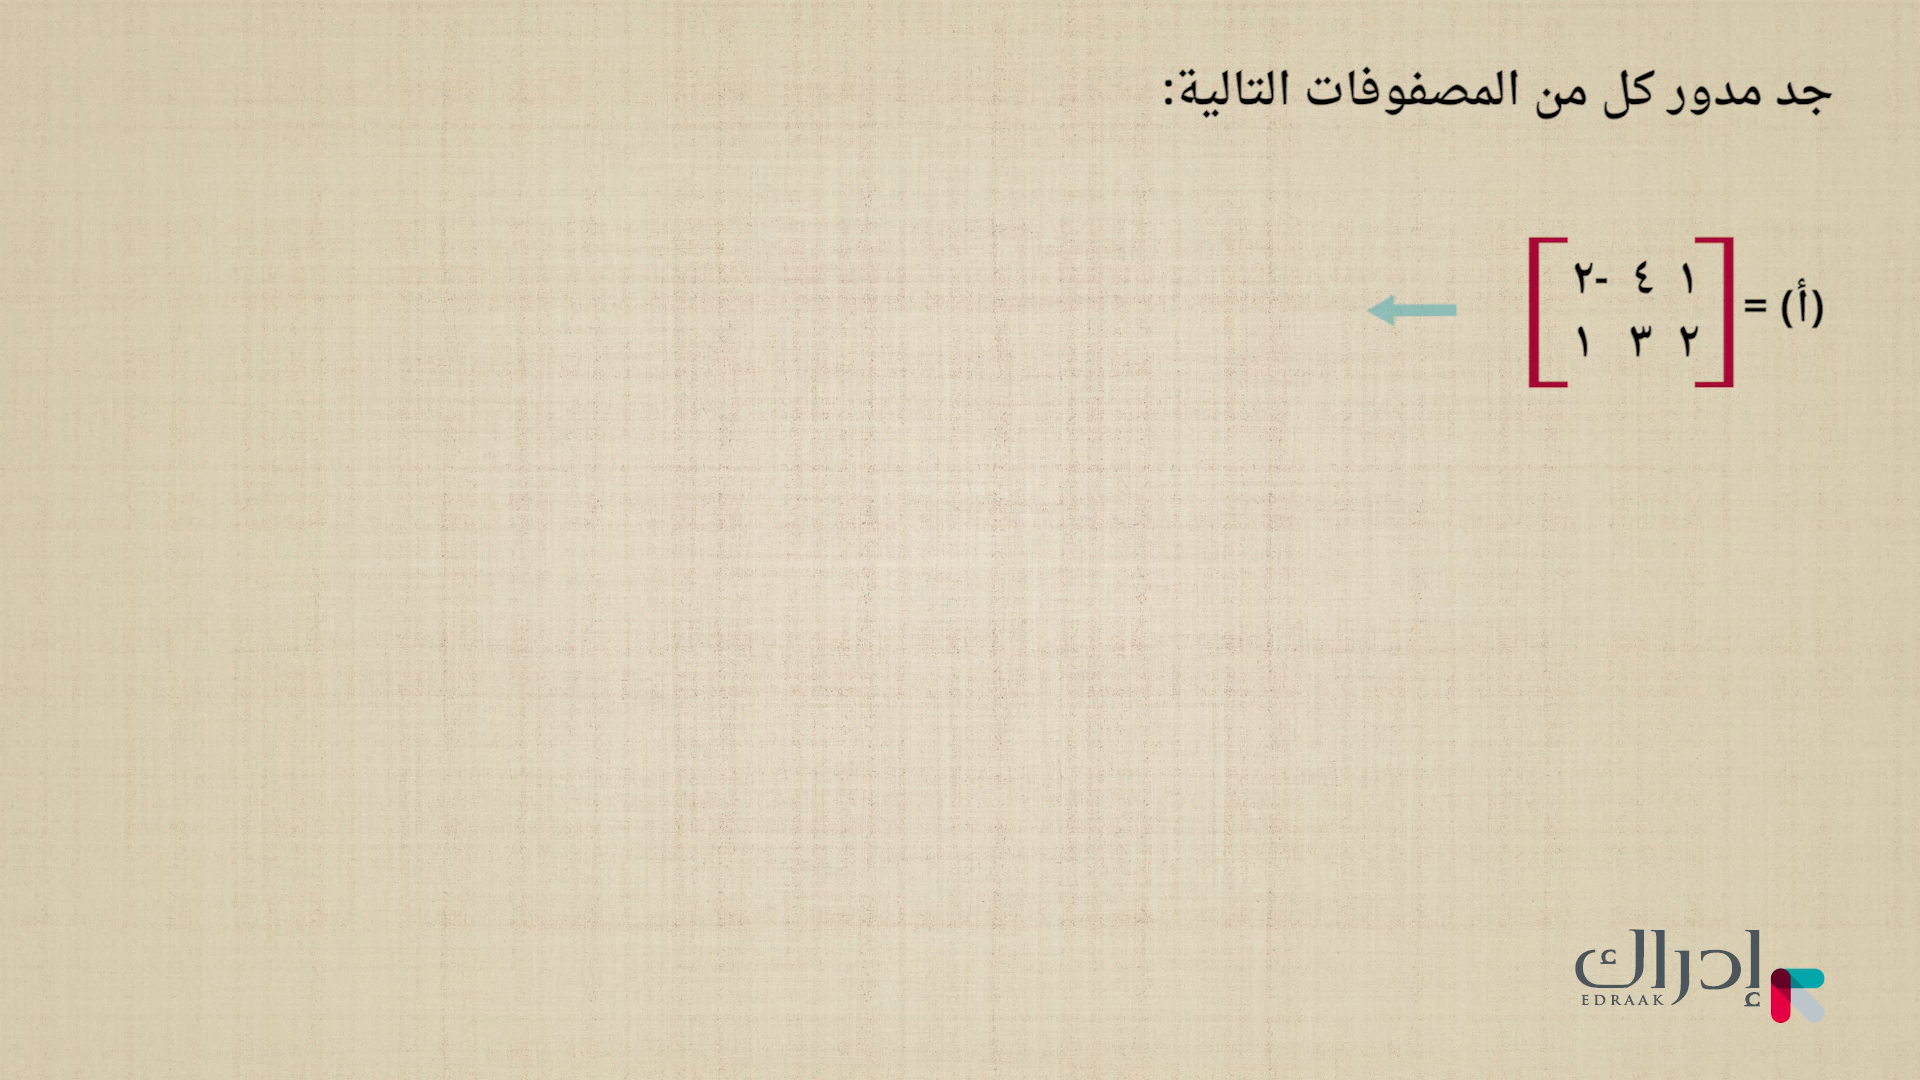 جد مدور كل من المصفوفات التالية:
(أ) =
١ ٤ -٢
٢ ٣ ١
إدراك
EDRAAK